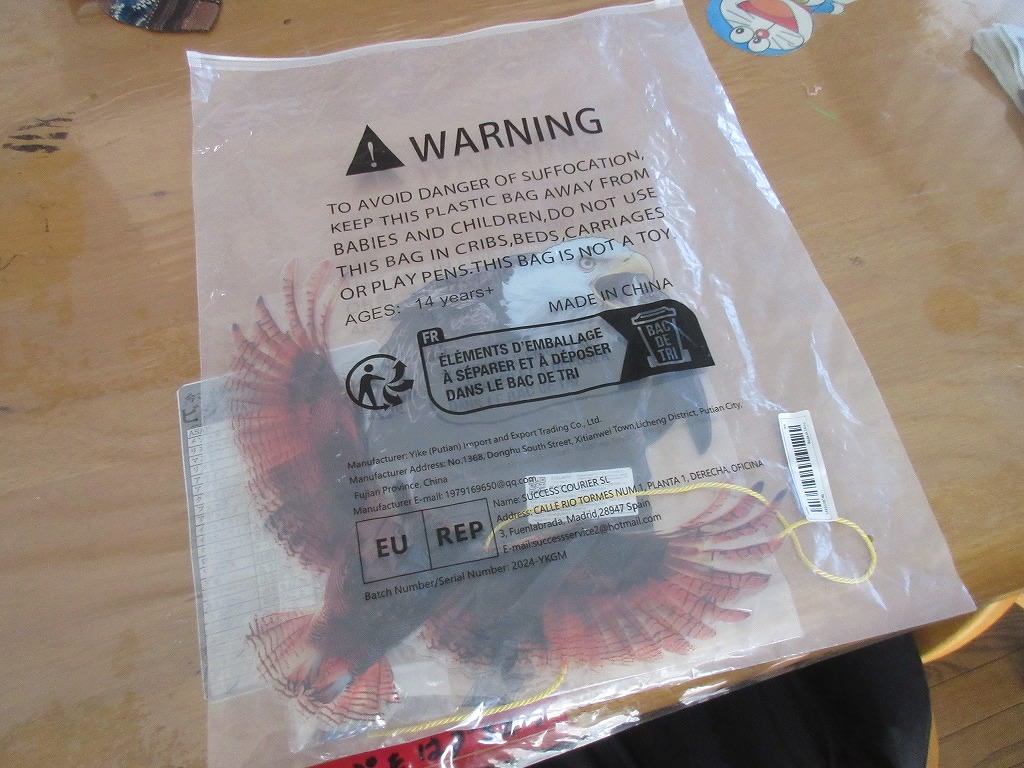 WARNING
TO AVOID DANGER OF SUFFOCATION,
KEEP THIS PLASTIC BAG AWAY FROM
BABIES AND CHILDREN,DO NOT USE
THIS BAG IN CRIBS,BEDS,CARRIAGES
OR PLAY PENS.THIS BAG IS NOT A TOY.
AGES: 14 years+
MADE IN CHINA
FR
ÉLÉMENTS D'EMBALLAGE
À SÉPARER ET À DÉPOSER
DANS LE BAC DE TRI
BAC
DE
TRI
Manufacturer: Yike (Putian) Import and Export Trading Co., Ltd.
Manufacturer Address: No.1368, Donghu South Street, Xitianwei Town,Licheng District, Putian City,
Fujian Province, China
Manufacturer E-mail: 1979169650@qq.com
EU REP
Name: SUCCESS COURIER SL
Address: CALLE RIO TORMES NUM.1, PLANTA 1, DERECHA, OFICINA
3, Fuenlabrada, Madrid,28947 Spain
E-mail:successservice2@hotmail.com
Batch Number/Serial Number: 2024-YKGM